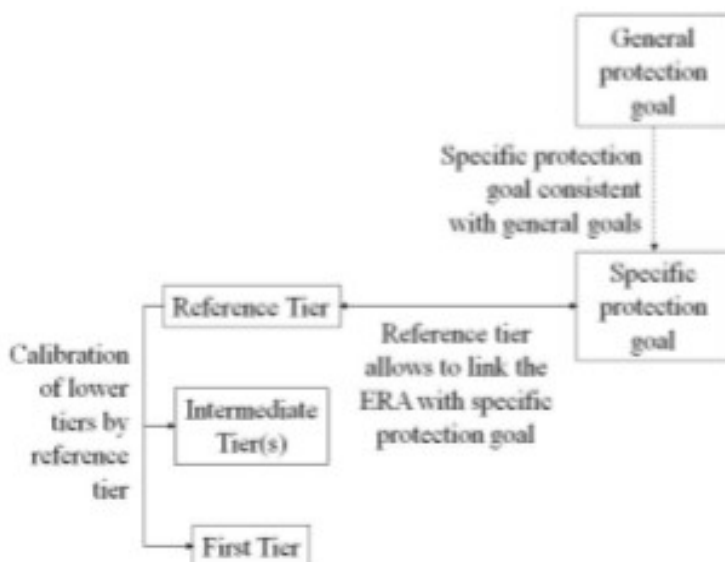 General
protection
goal
Specific protection
goal consistent
with general goals
Specific
protection
goal
Reference Tier
Reference tier
allows to link the
ERA with specific
protection goal
Calibration
of lower
tiers by
reference
tier
Intermediate
Tier(s)
First Tier